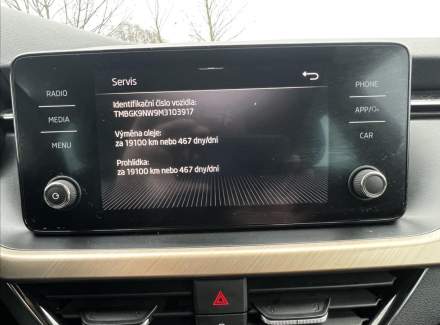 Servis
RADIO
MEDIA
MENU
PHONE
APP/
CAR
Identifikační číslo vozidla:
TMBGK9NW9M3103917
Výměna oleje:
za 19100 km nebo 467 dny/dní
Prohlídka:
za 19100 km nebo 467 dny/dní